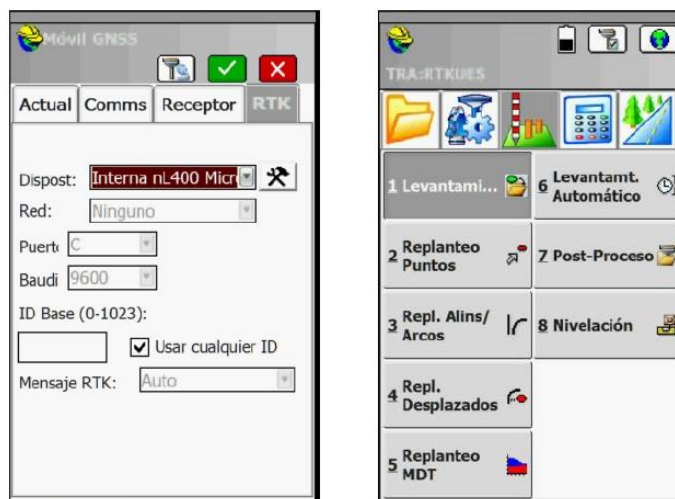 Móvil GNSS
Actual Comms Receptor RTK
Dispost: Interna nL400 Micr
Red: Ninguno
Puert C
Baudi 9600
ID Base (0-1023):
Usar cualquier ID
Mensaje RTK: Auto
TRA:RTKUES
1 Levantami...
2 Replanteo
Puntos
3 Repl. Alins/
Arcos
4 Repl.
Desplazados
5 Replanteo
MDT
6 Levantamt.
Automático
7 Post-Proceso
8 Nivelación